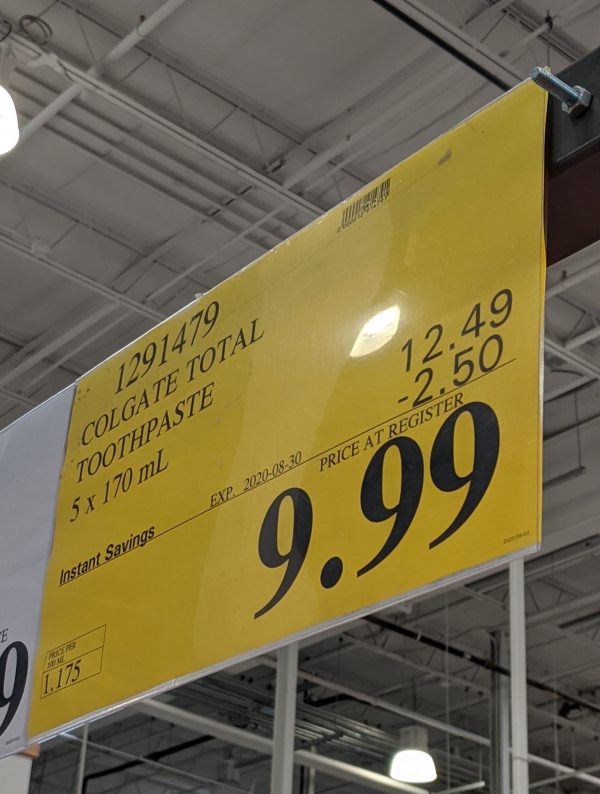 1291479
COLGATE TOTAL
TOOTHPASTE
5 x 170 mL
12.49
-2.50
EXP. 2020-08-30
PRICE AT REGISTER
Instant Savings
9.99
PRICE PER
100 ML
1.175
E
9